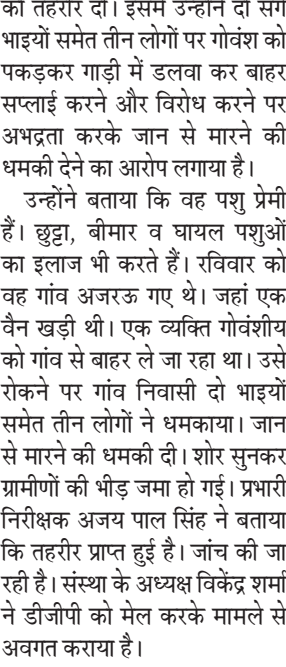 को तहरीर दी। इसमें उन्होंने दो सगे
भाइयों समेत तीन लोगों पर गोवंश को
पकड़कर गाड़ी में डलवा कर बाहर
सप्लाई करने और विरोध करने पर
अभद्रता करके जान से मारने की
धमकी देने का आरोप लगाया है।
उन्होंने बताया कि वह पशु प्रेमी
हैं। छुट्टा, बीमार व घायल पशुओं
का इलाज भी करते हैं। रविवार को
वह गांव अजरऊ गए थे। जहां एक
वैन खड़ी थी। एक व्यक्ति गोवंशीय
को गांव से बाहर ले जा रहा था। उसे
रोकने पर गांव निवासी दो भाइयों
समेत तीन लोगों ने धमकाया। जान
से मारने की धमकी दी। शोर सुनकर
ग्रामीणों की भीड़ जमा हो गई। प्रभारी
निरीक्षक अजय पाल सिंह ने बताया
कि तहरीर प्राप्त हुई है। जांच की जा
रही है। संस्था के अध्यक्ष विकेंद्र शर्मा
ने डीजीपी को मेल करके मामले से
अवगत कराया है।